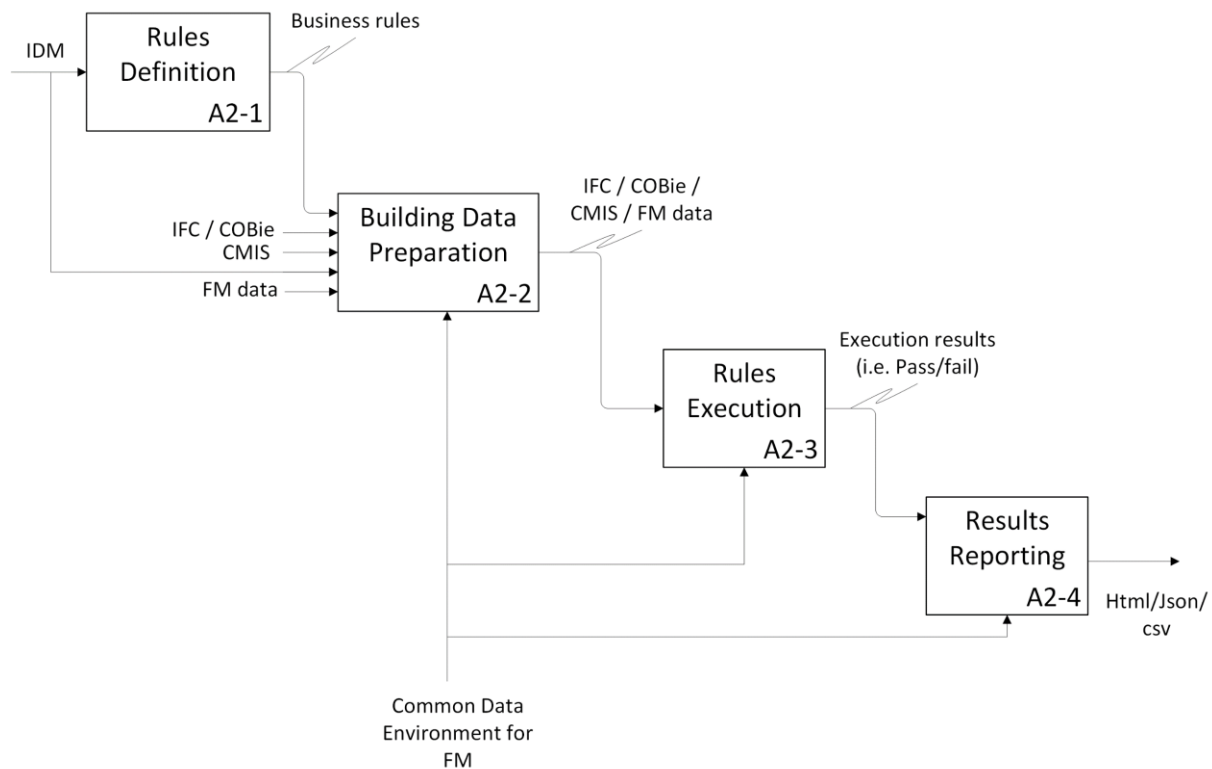 Business rules
IDM
Rules
Definition
A2-1
IFC / COBie /
CMIS / FM data
Building Data
Preparation
A2-2
IFC / COBie
CMIS
FM data
Execution results
(i.e. Pass/fail)
Rules
Execution
A2-3
Results
Reporting
A2-4
Html/Json/
csv
Common Data
Environment for
FM